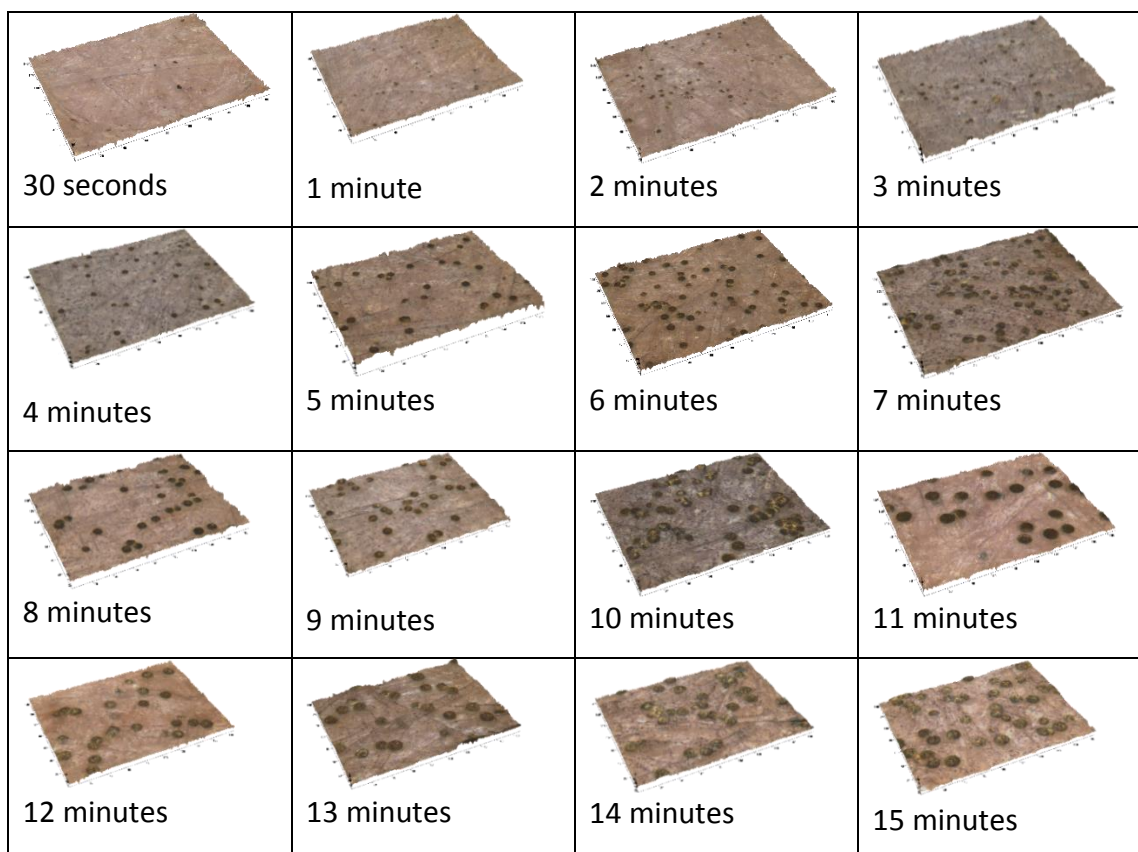 30 seconds
1 minute
2 minutes
3 minutes
4 minutes
5 minutes
6 minutes
7 minutes
8 minutes
9 minutes
10 minutes
11 minutes
12 minutes
13 minutes
14 minutes
15 minutes